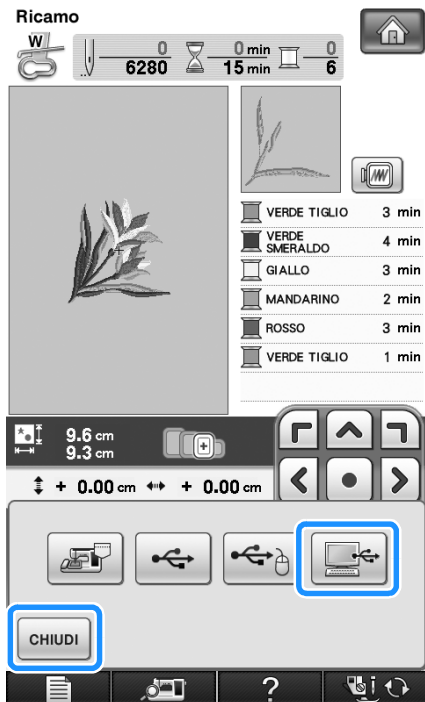 Ricamo
W
0 0 min 0
6280 15 min 6
VERDE TIGLIO 3 min
VERDE SMERALDO 4 min
GIALLO 3 min
MANDARINO 2 min
ROSSO 3 min
VERDE TIGLIO 1 min
9.6 cm
9.3 cm
+ 0.00 cm + 0.00 cm
CHIUDI
?